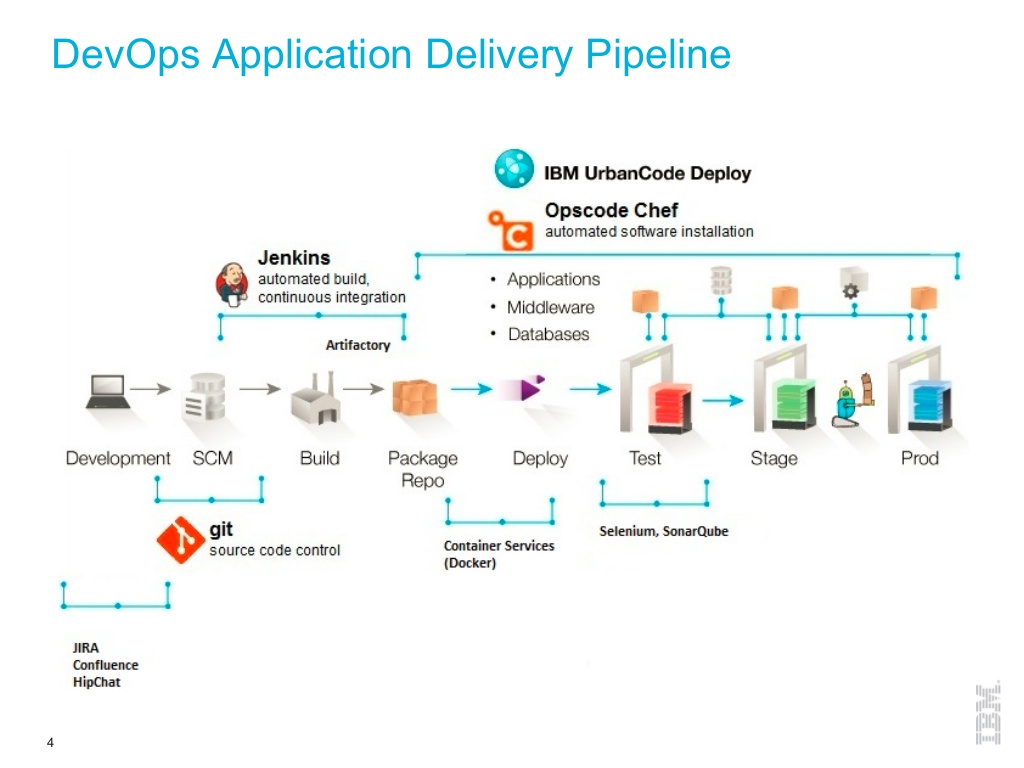 DevOps Application Delivery Pipeline
IBM UrbanCode Deploy
Opscode Chef
automated software installation
Jenkins
automated build,
continuous integration
• Applications
• Middleware
• Databases
Artifactory
Development
SCM
Build
Package
Repo
Deploy
Test
Stage
Prod
git
source code control
Container Services
(Docker)
Selenium, SonarQube
JIRA
Confluence
HipChat
IBM
4